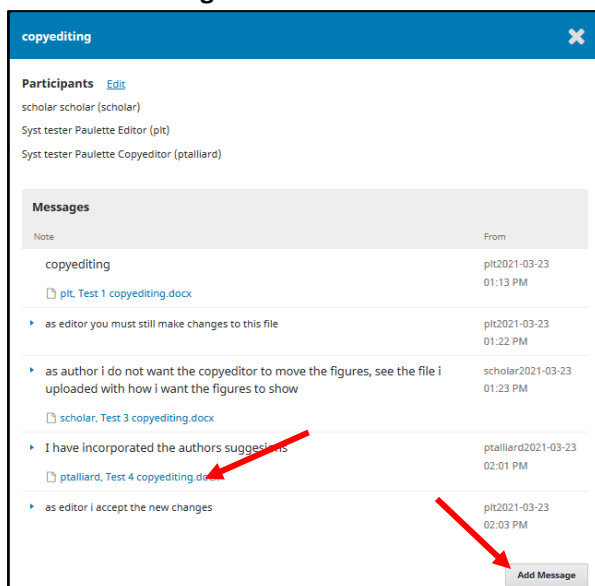 copyediting
Participants Edit
scholar scholar (scholar)
Syst tester Paulette Editor (plt)
Syst tester Paulette Copyeditor (ptalliard)
Messages
Note From
copyediting plt2021-03-23
01:13 PM
plt, Test 1 copyediting.docx
as editor you must still make changes to this file plt2021-03-23
01:22 PM
as author i do not want the copyeditor to move the figures, see the file i scholar2021-03-23
uploaded with how i want the figures to show 01:23 PM
scholar, Test 3 copyediting.docx
I have incorporated the authors suggesions ptalliard2021-03-23
02:01 PM
ptalliard, Test 4 copyediting.docx
as editor i accept the new changes plt2021-03-23
02:03 PM
Add Message